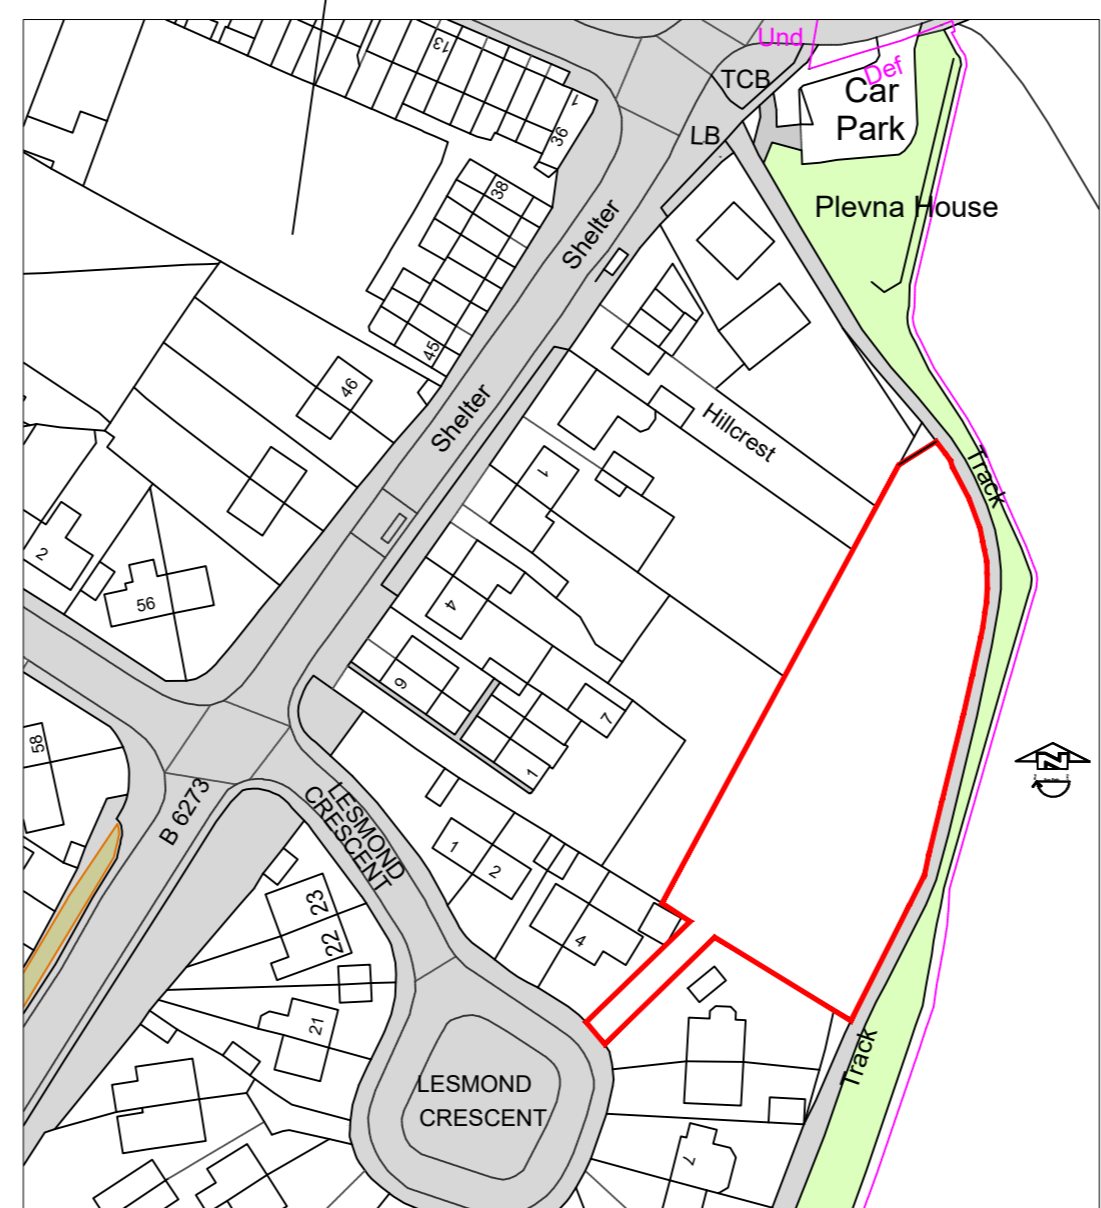 13
Und
TCB
Def
Car
Park
1
36
LB
38
Plevna House
Shelter
45
46
Shelter
Hillcrest
Track
1
2
56
4
9
7
1
58
B 6273
LESMOND
CRESCENT
1
2
23
22
4
21
Track
LESMOND
CRESCENT
7
N